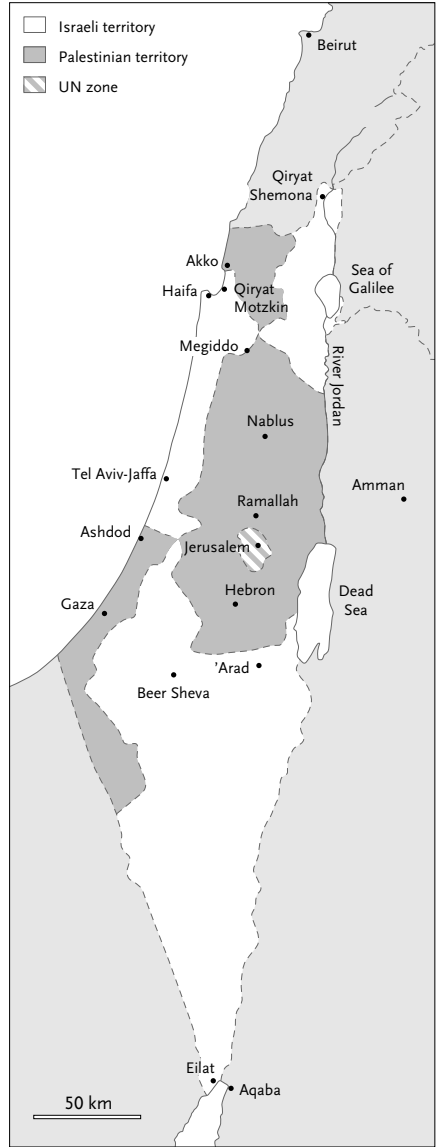 Israeli territory
Palestinian territory
UN zone
Beirut
Qiryat
Shemona
Akko
Sea of
Galilee
Haifa
Qiryat
Motzkin
Megiddo
River Jordan
Nablus
Tel Aviv-Jaffa
Amman
Ramallah
Ashdod
Jerusalem
Hebron
Dead
Sea
Gaza
'Arad
Beer Sheva
Eilat
Aqaba
50 km